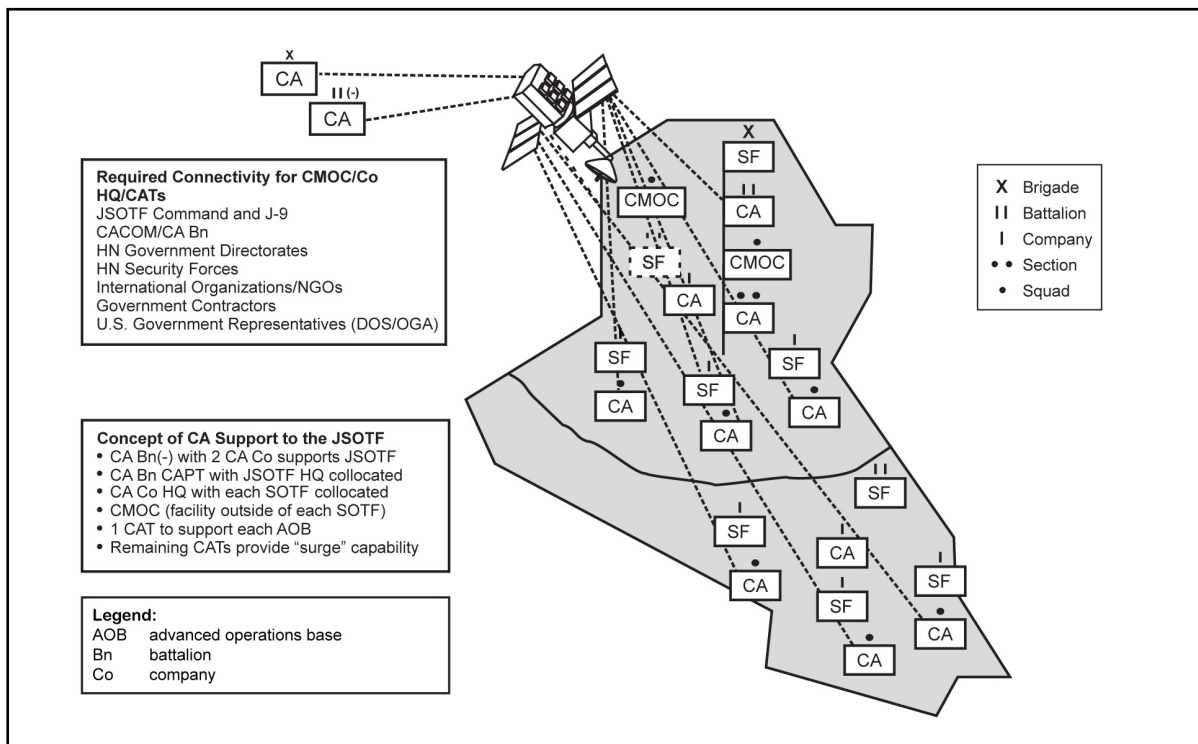 X
CA
II (-)
CA
Required Connectivity for CMOC/Co
HQ/CATs
JSOTF Command and J-9
CACOM/CA Bn
HN Government Directorates
HN Security Forces
International Organizations/NGOs
Government Contractors
U.S. Government Representatives (DOS/OGA)
Concept of CA Support to the JSOTF
• CA Bn(-) with 2 CA Co supports JSOTF
• CA Bn CAPT with JSOTF HQ collocated
• CA Co HQ with each SOTF collocated
• CMOC (facility outside of each SOTF)
• 1 CAT to support each AOB
• Remaining CATs provide “surge” capability
Legend:
AOB advanced operations base
Bn battalion
Co company
X
SF
CMOC
II
CA
SF
CMOC
I
CA
CA
SF
I
SF
I
SF
CA
CA
CA
II
SF
I
SF
I
CA
I
SF
CA
I
SF
CA
CA
X Brigade
II Battalion
I Company
•• Section
• Squad